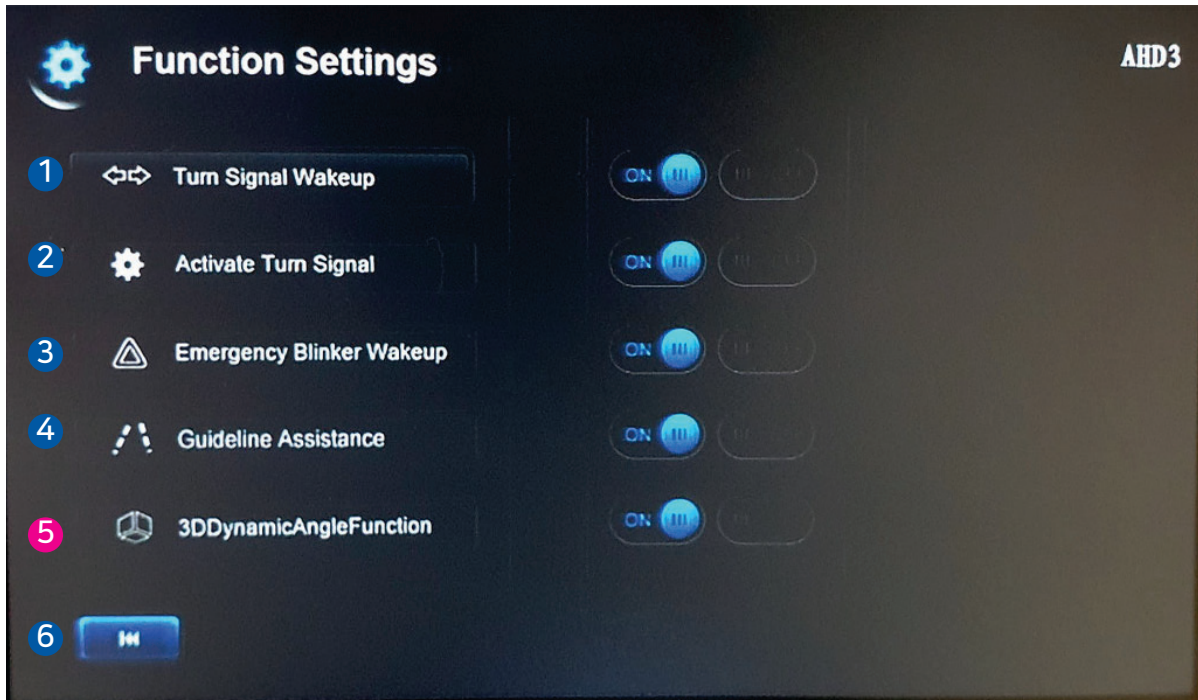 Function Settings
AHD3
1 Turn Signal Wakeup ON
2 Activate Turn Signal ON
3 Emergency Blinker Wakeup ON
4 Guideline Assistance ON
5 3DDynamicAngleFunction ON
6